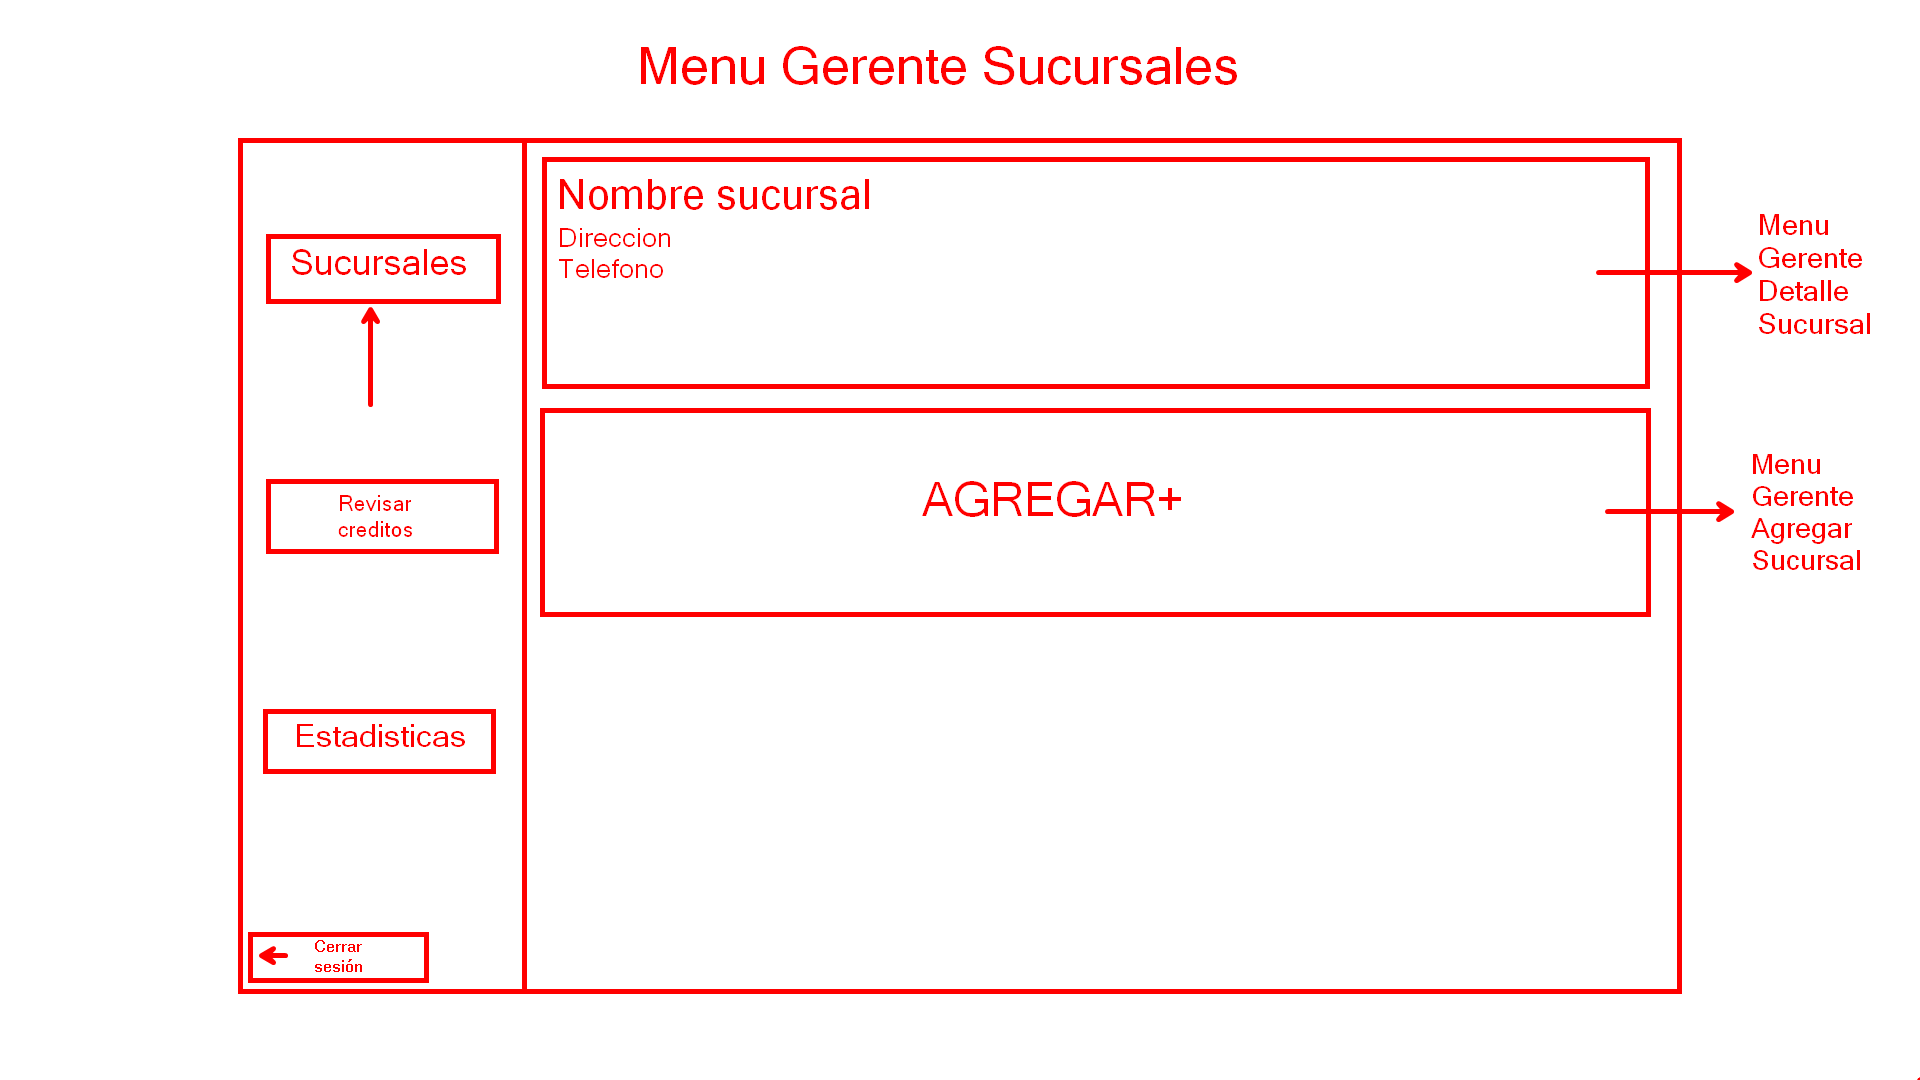 Menu Gerente Sucursales
Sucursales
Revisar
creditos
Estadisticas
Cerrar
sesión
Nombre sucursal
Direccion
Telefono
AGREGAR+
Menu
Gerente
Detalle
Sucursal
Menu
Gerente
Agregar
Sucursal